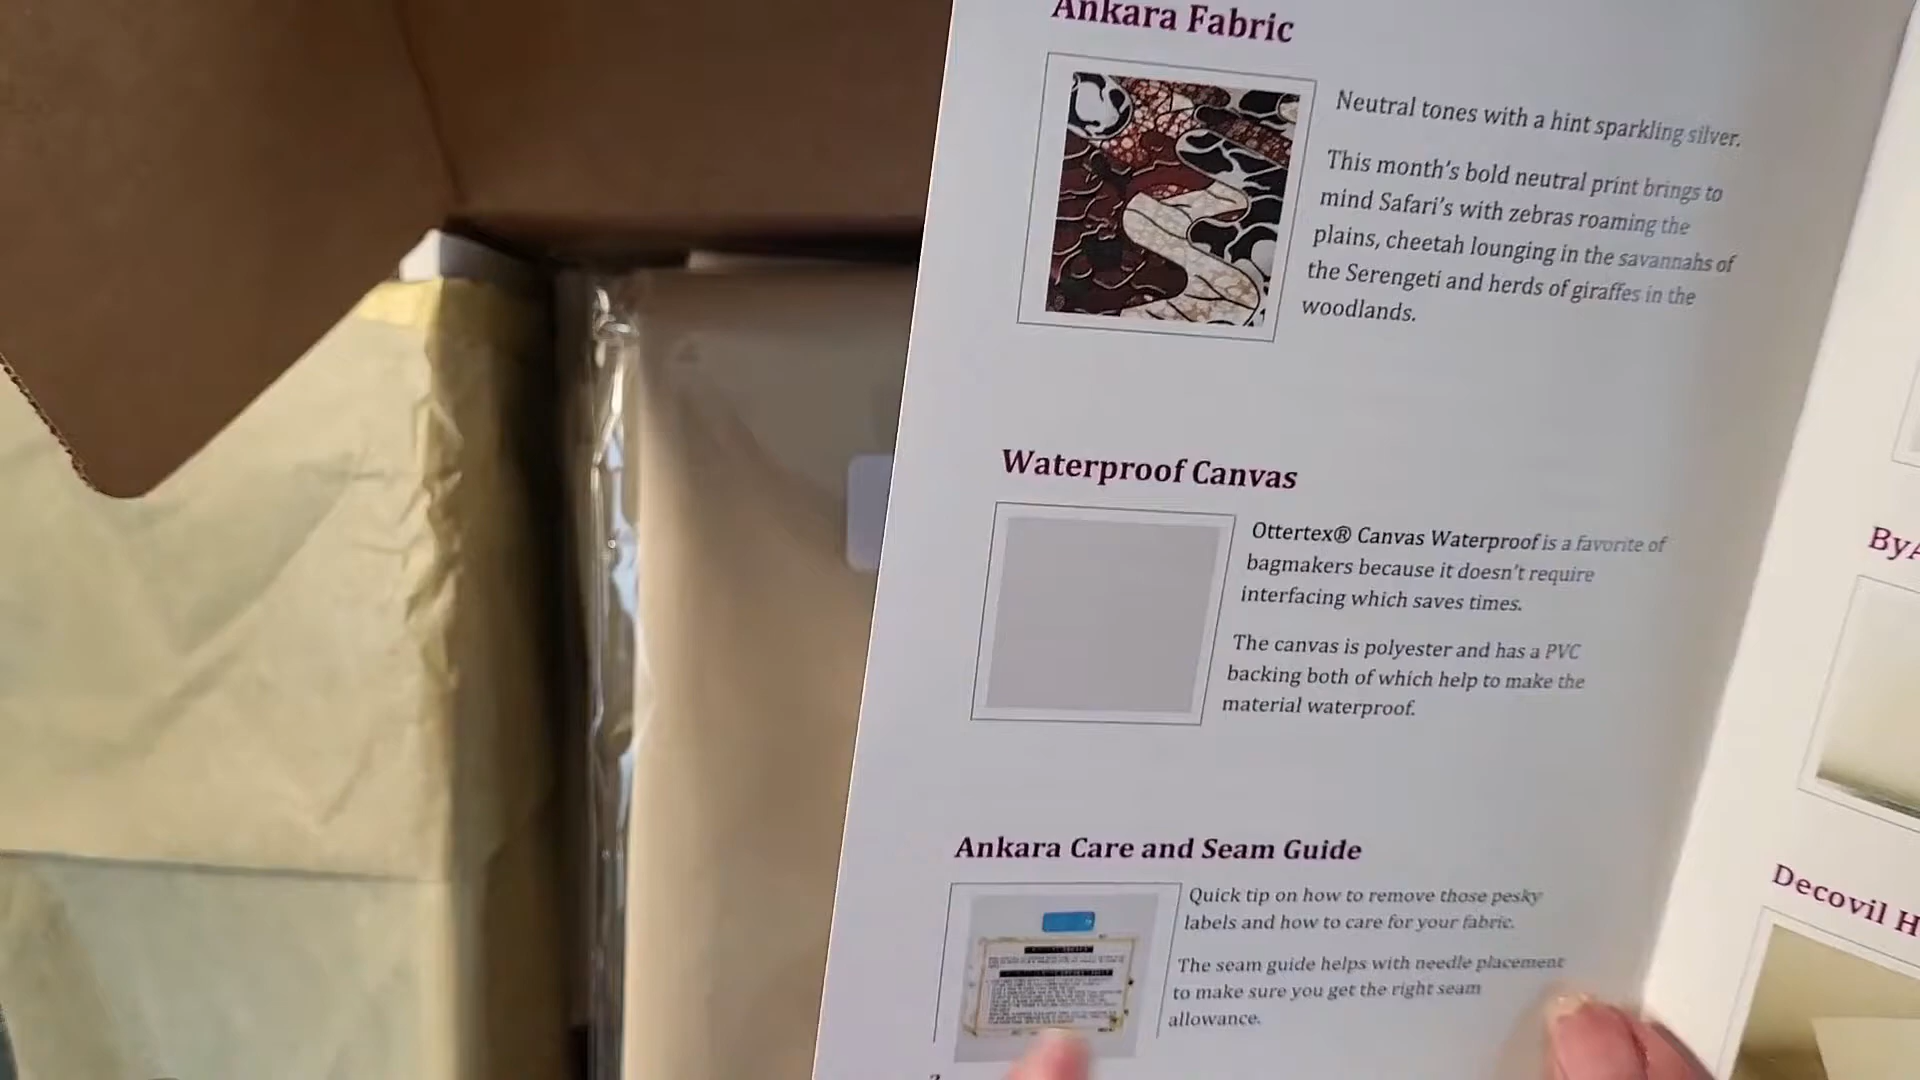 Ankara Fabric
Neutral tones with a hint sparkling silver.
This month's bold neutral print brings to
mind Safari's with zebras roaming the
plains, cheetah lounging in the savannahs of
the Serengeti and herds of giraffes in the
woodlands.
Waterproof Canvas
Ottertex® Canvas Waterproof is a favorite of
bagmakers because it doesn't require
interfacing which saves times.
The canvas is polyester and has a PVC
backing both of which help to make the
material waterproof.
Ankara Care and Seam Guide
Quick tip on how to remove those pesky
labels and how to care for your fabric.
The seam guide helps with needle placement
to make sure you get the right seam
allowance.
ByA
Decovil H